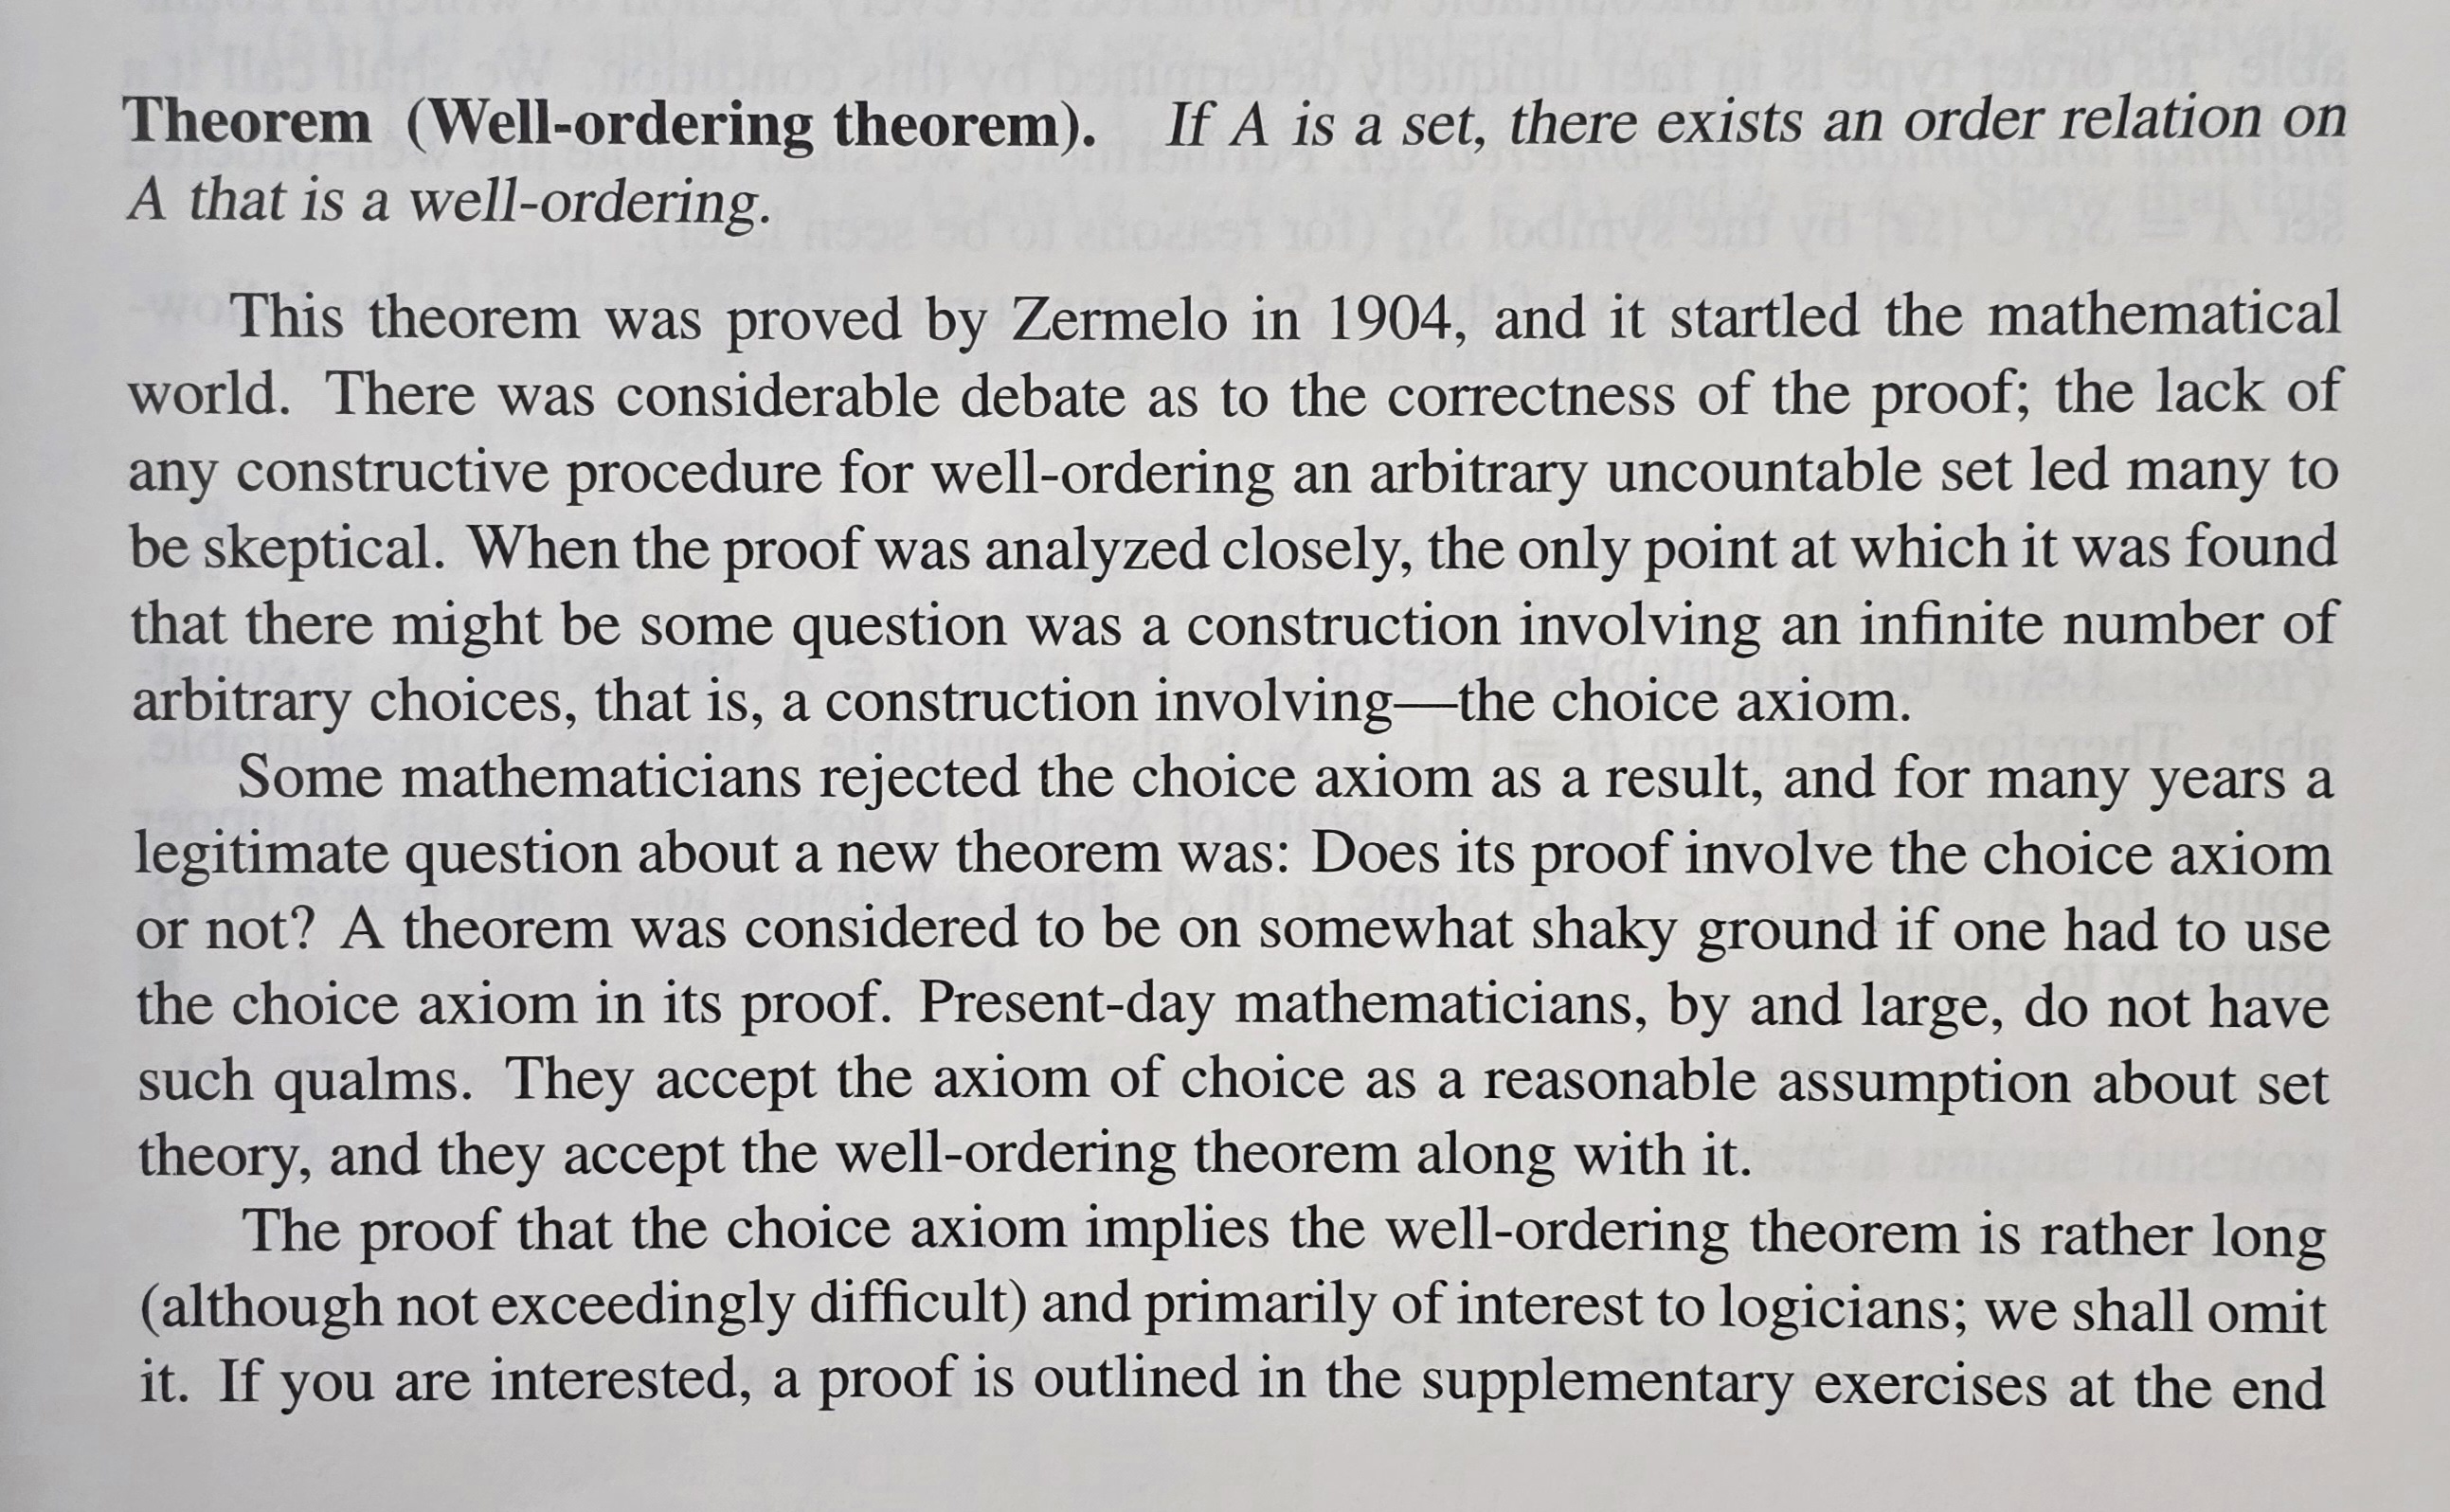 Theorem (Well-ordering theorem). If A is a set, there exists an order relation on
A that is a well-ordering.
This theorem was proved by Zermelo in 1904, and it startled the mathematical
world. There was considerable debate as to the correctness of the proof; the lack of
any constructive procedure for well-ordering an arbitrary uncountable set led many to
be skeptical. When the proof was analyzed closely, the only point at which it was found
that there might be some question was a construction involving an infinite number of
arbitrary choices, that is, a construction involving—the choice axiom.
Some mathematicians rejected the choice axiom as a result, and for many years a
legitimate question about a new theorem was: Does its proof involve the choice axiom
or not? A theorem was considered to be on somewhat shaky ground if one had to use
the choice axiom in its proof. Present-day mathematicians, by and large, do not have
such qualms. They accept the axiom of choice as a reasonable assumption about set
theory, and they accept the well-ordering theorem along with it.
The proof that the choice axiom implies the well-ordering theorem is rather long
(although not exceedingly difficult) and primarily of interest to logicians; we shall omit
it. If you are interested, a proof is outlined in the supplementary exercises at the end